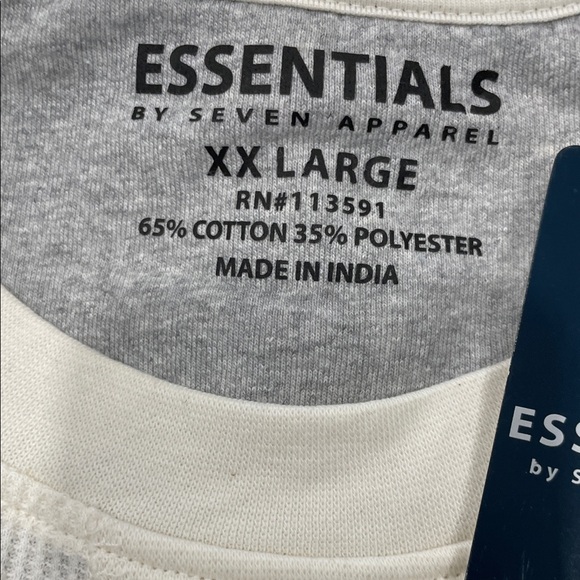 ESSENTIALS
BY SEVEN APPAREL
XX LARGE
RN#113591
65% COTTON 35% POLYESTER
MADE IN INDIA
ESS
by S